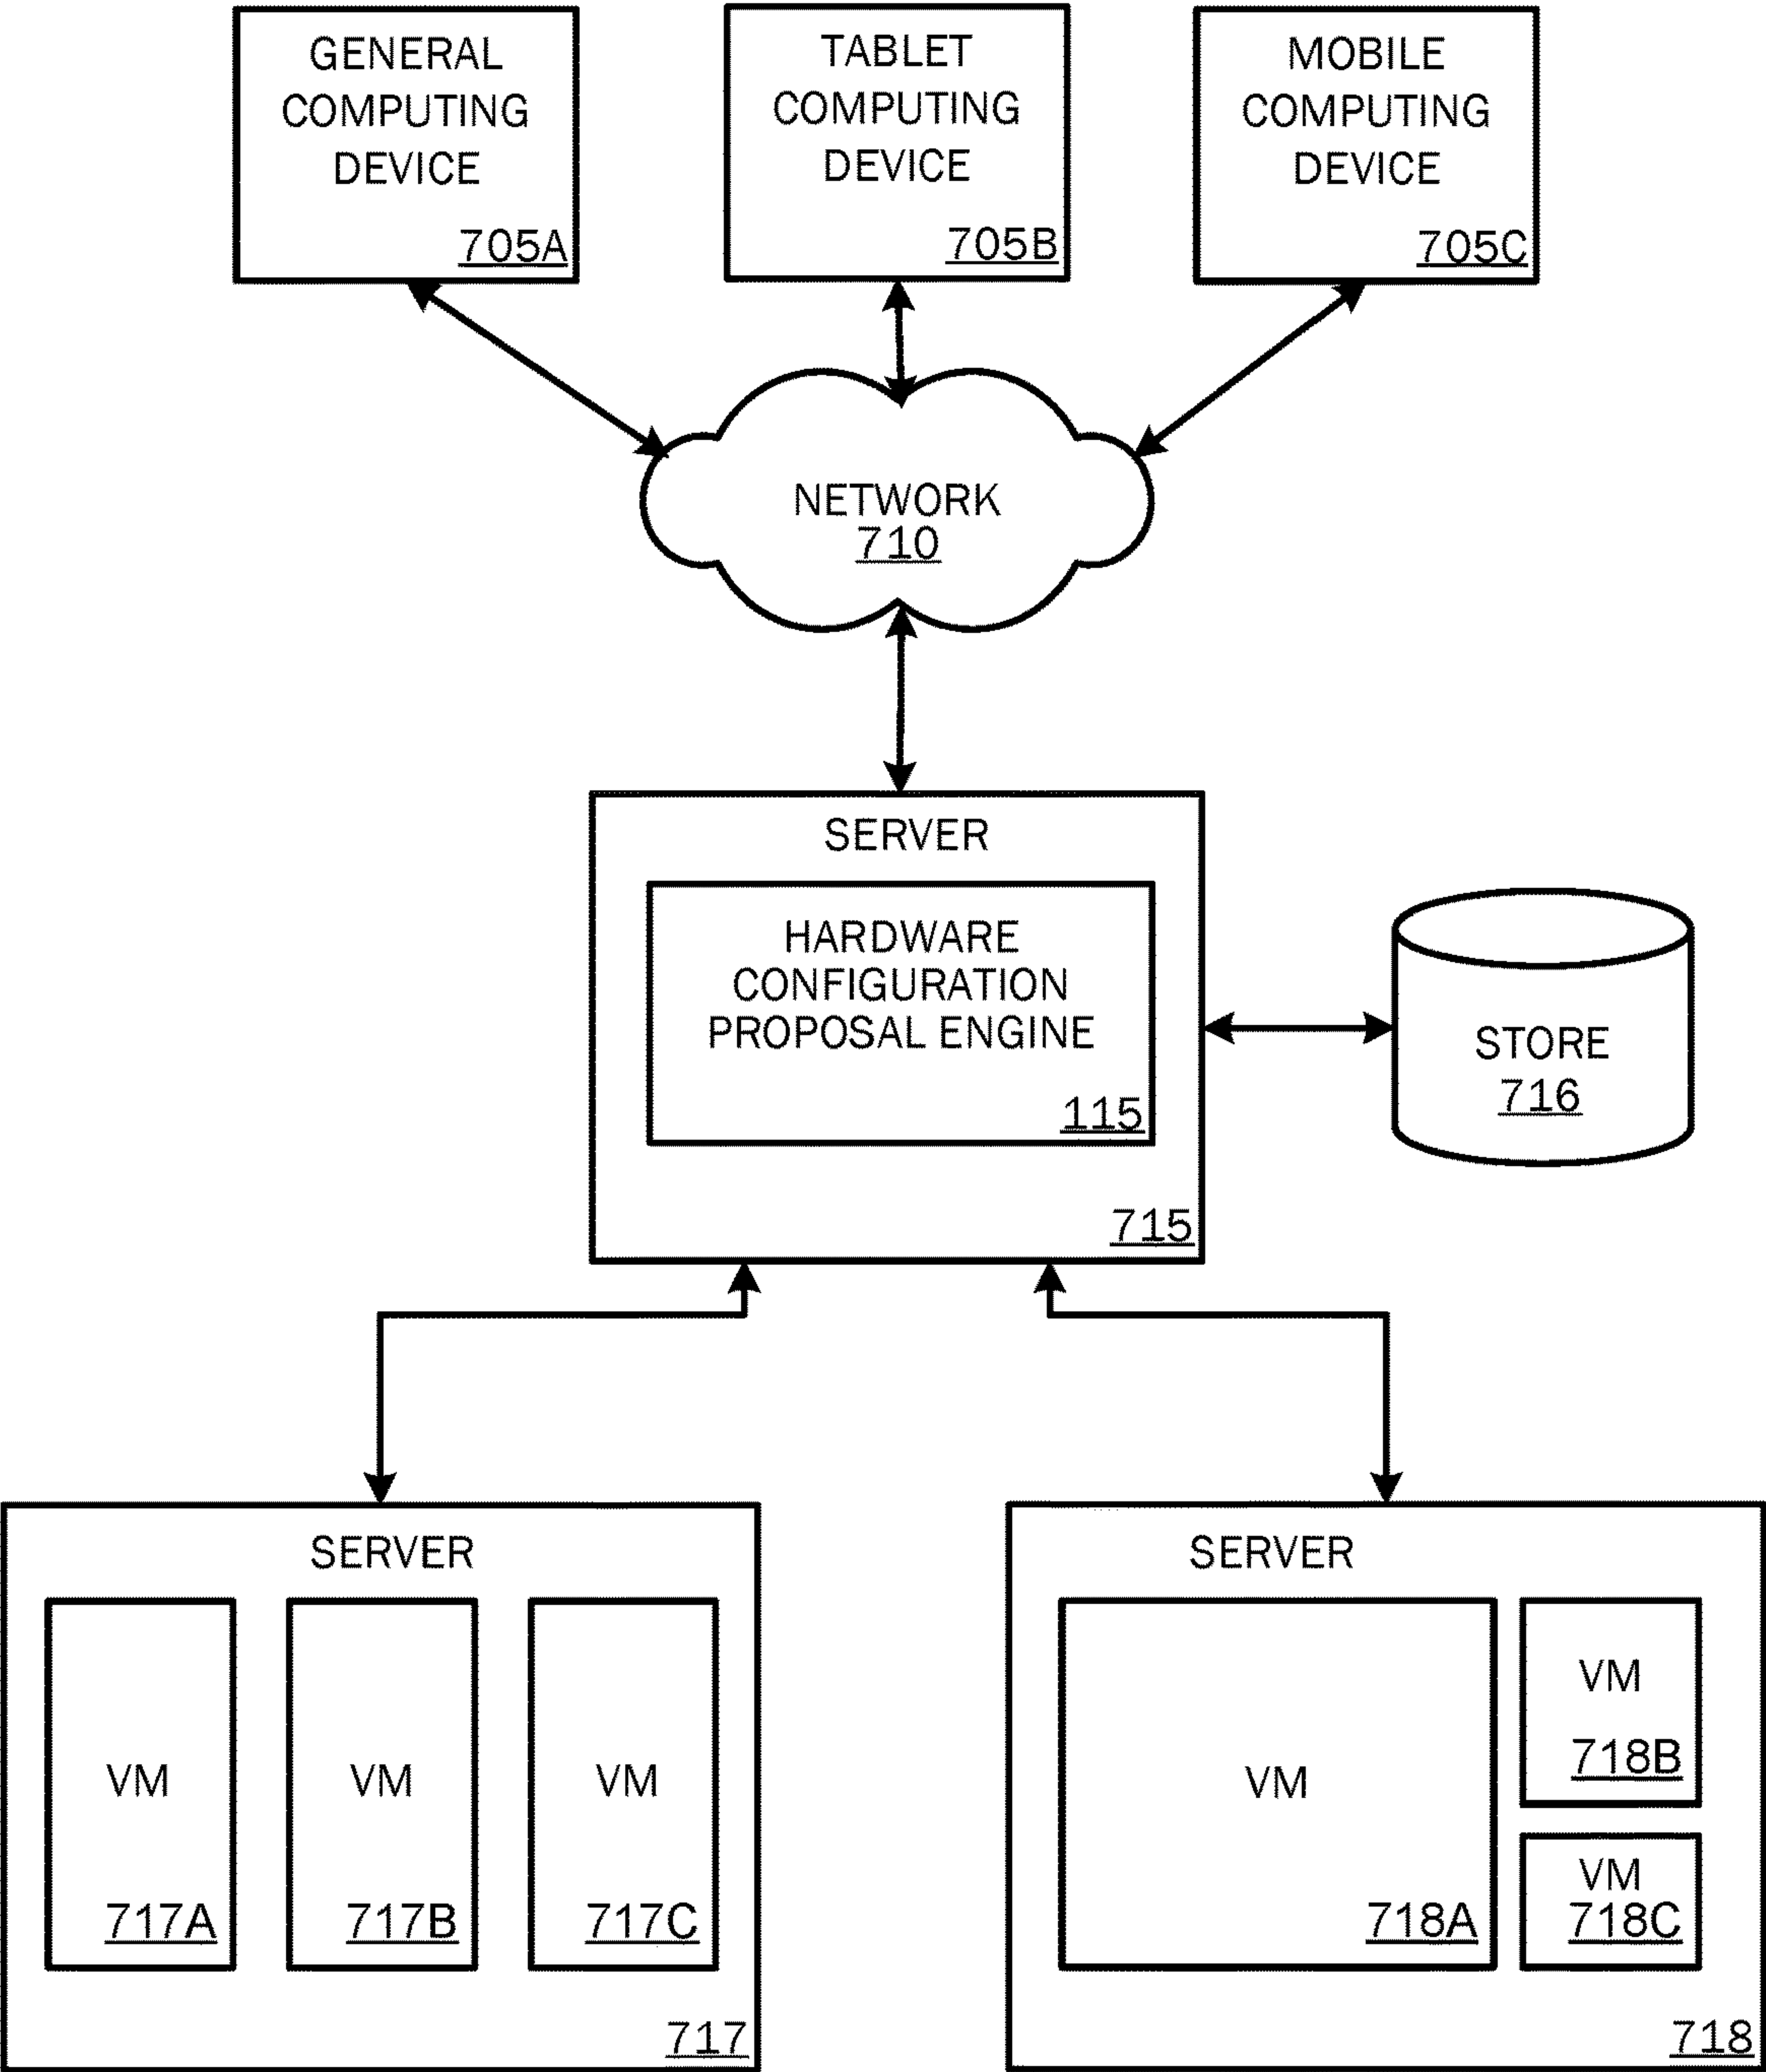 GENERAL
COMPUTING
DEVICE
705A
TABLET
COMPUTING
DEVICE
705B
MOBILE
COMPUTING
DEVICE
705C
NETWORK
710
SERVER
HARDWARE
CONFIGURATION
PROPOSAL ENGINE
115
715
STORE
716
SERVER
VM
717A
VM
717B
VM
717C
717
SERVER
VM
718A
VM
718B
VM
718C
718